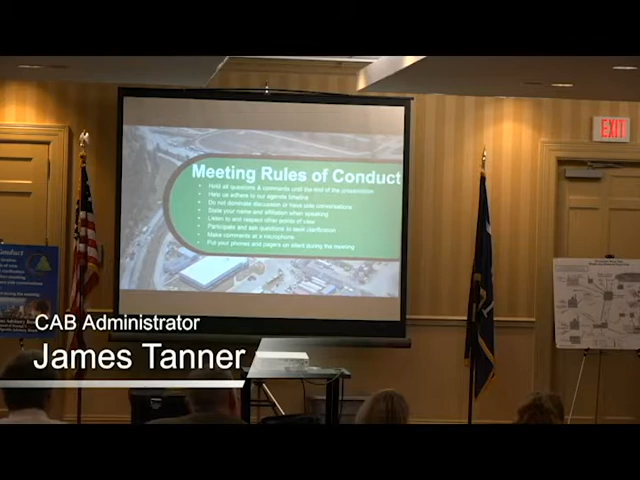 EXIT
Meeting Rules of Conduct
• Hold all questions & comments until the end of the presentation
• Help us adhere to our agenda timeline
• Do not dominate discussion or have side conversations
• State your name and affiliation when speaking
• Listen to and respect other points of view
• Participate and ask questions to seek clarification
• Make comments at a microphone
• Put your phones and pagers on silent during the meeting
CAB Administrator
James Tanner